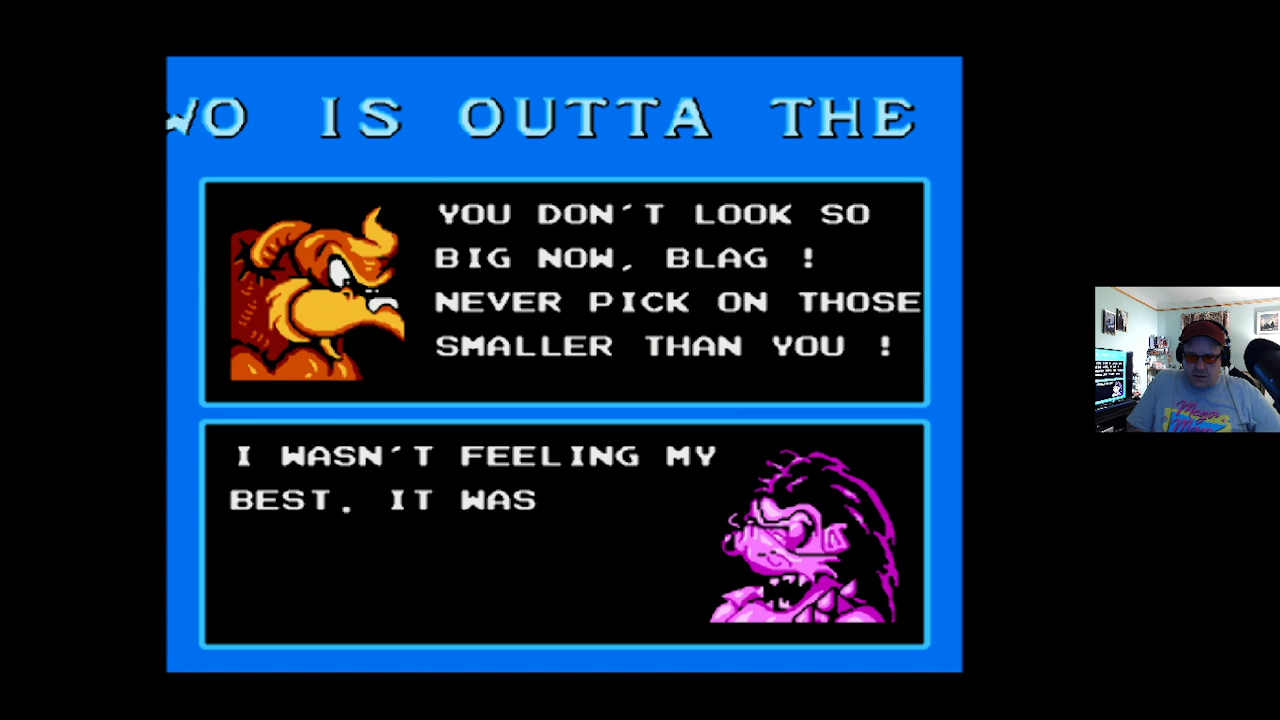 WO IS OUTTA THE
YOU DON'T LOOK SO
BIG NOW, BLAG !
NEVER PICK ON THOSE
SMALLER THAN YOU !
I WASN'T FEELING MY
BEST. IT WAS